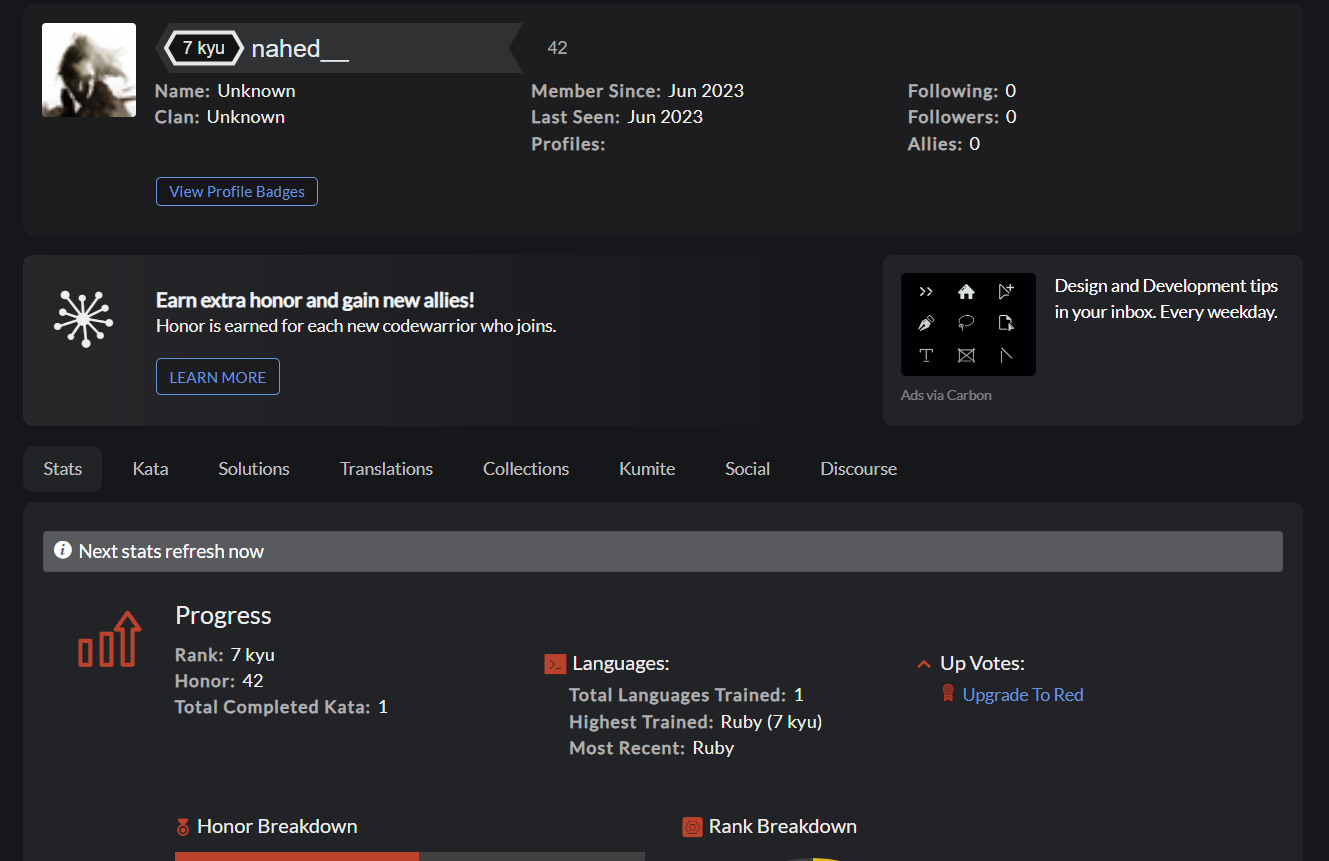 7 kyu nahed__ 42
Name: Unknown
Clan: Unknown
Member Since: Jun 2023
Last Seen: Jun 2023
Profiles:
Following: 0
Followers: 0
Allies: 0
View Profile Badges
Earn extra honor and gain new allies!
Honor is earned for each new codewarrior who joins.
LEARN MORE
Design and Development tips
in your inbox. Every weekday.
Ads via Carbon
Stats Kata Solutions Translations Collections Kumite Social Discourse
Next stats refresh now
Progress
Rank: 7 kyu
Honor: 42
Total Completed Kata: 1
Languages:
Total Languages Trained: 1
Highest Trained: Ruby (7 kyu)
Most Recent: Ruby
Up Votes:
Upgrade To Red
Honor Breakdown
Rank Breakdown